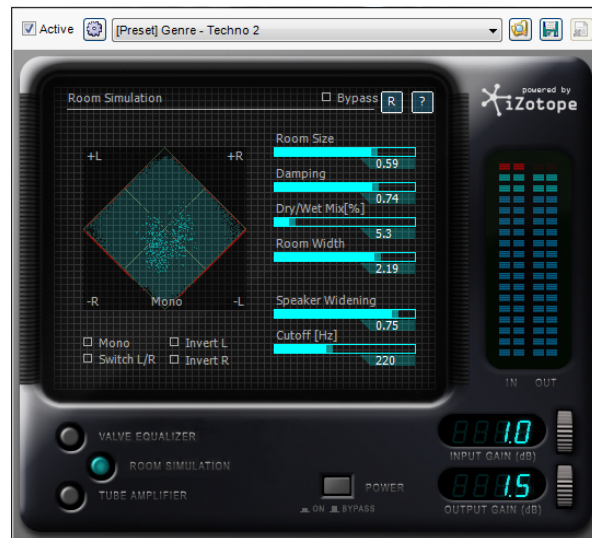 Active [Preset] Genre - Techno 2
powered by
iZotope
Room Simulation Bypass R ?
+L +R
-R Mono -L
Room Size
0.59
Damping
0.74
Dry/Wet Mix[%]
5.3
Room Width
2.19
Speaker Widening
0.75
Cutoff [Hz]
220
Mono Invert L
Switch L/R Invert R
IN OUT
VALVE EQUALIZER
ROOM SIMULATION
TUBE AMPLIFIER
POWER
ON BYPASS
1.0
INPUT GAIN (dB)
1.5
OUTPUT GAIN (dB)